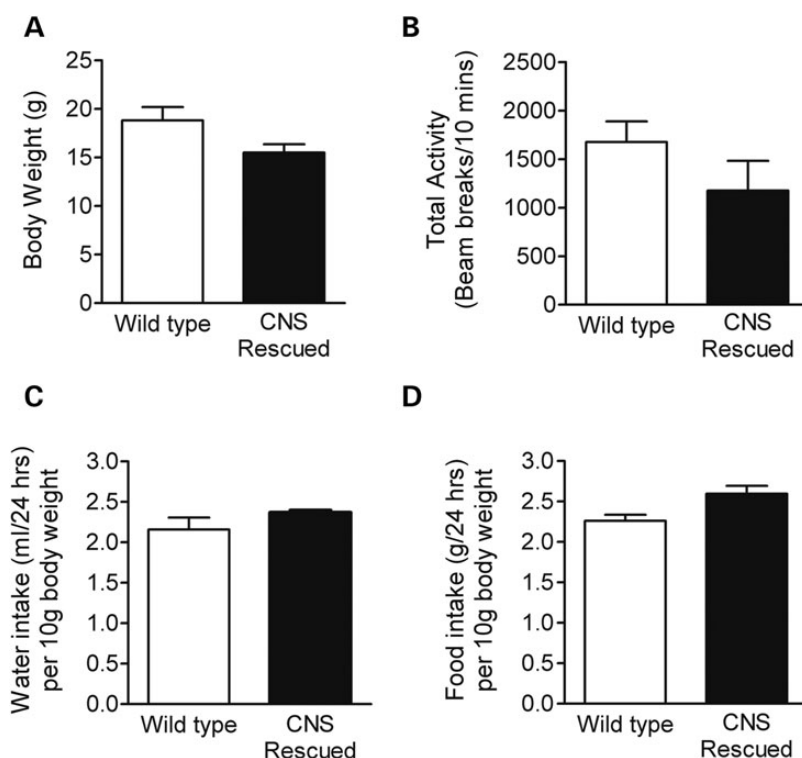 A
Body Weight (g)
25
20
15
10
5
0
Wild type
CNS
Rescued
B
Total Activity
(Beam breaks/10 mins)
2500
2000
1500
1000
500
0
Wild type
CNS
Rescued
C
Water intake (ml/24 hrs)
per 10g body weight
3.0
2.5
2.0
1.5
1.0
0.5
0.0
Wild type
CNS
Rescued
D
Food intake (g/24 hrs)
per 10g body weight
3.0
2.5
2.0
1.5
1.0
0.5
0.0
Wild type
CNS
Rescued